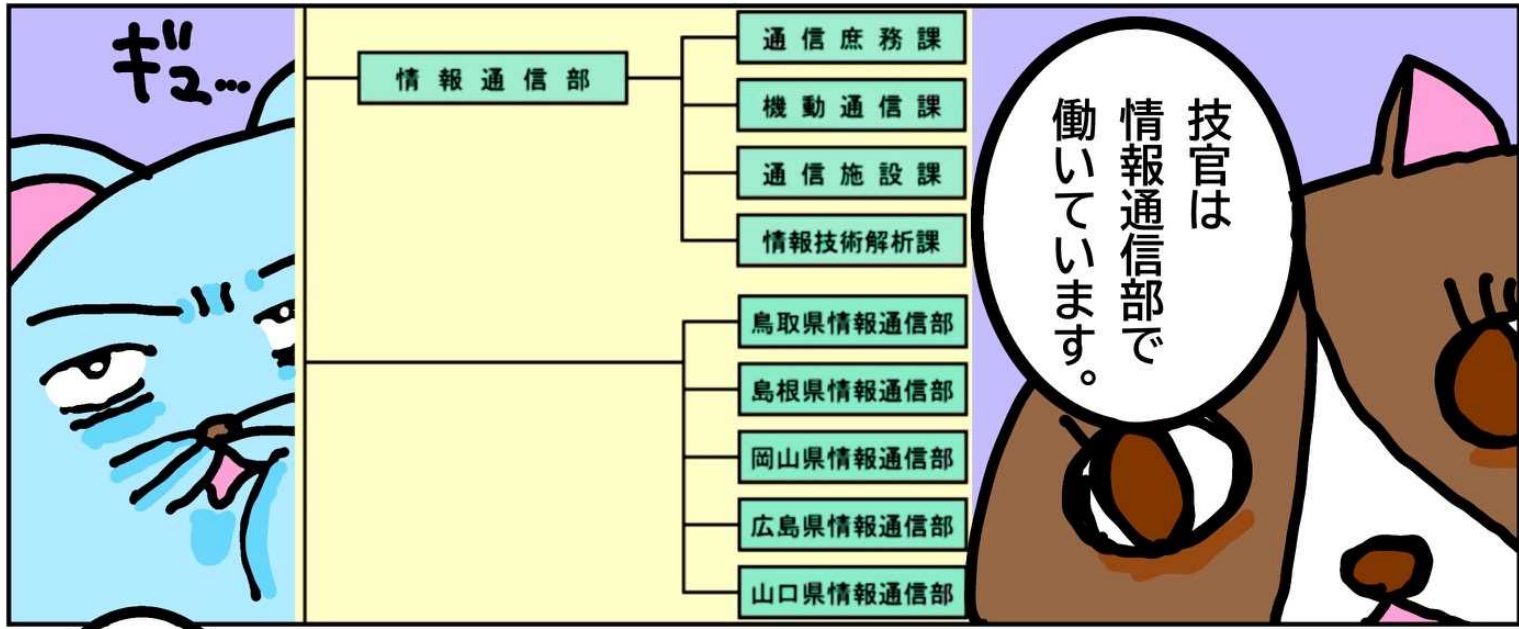 技官は
情報通信部で
働いています。
情報通信部
通信庶務課
機動通信課
通信施設課
情報技術解析課
鳥取県情報通信部
島根県情報通信部
岡山県情報通信部
広島県情報通信部
山口県情報通信部
ギマ…